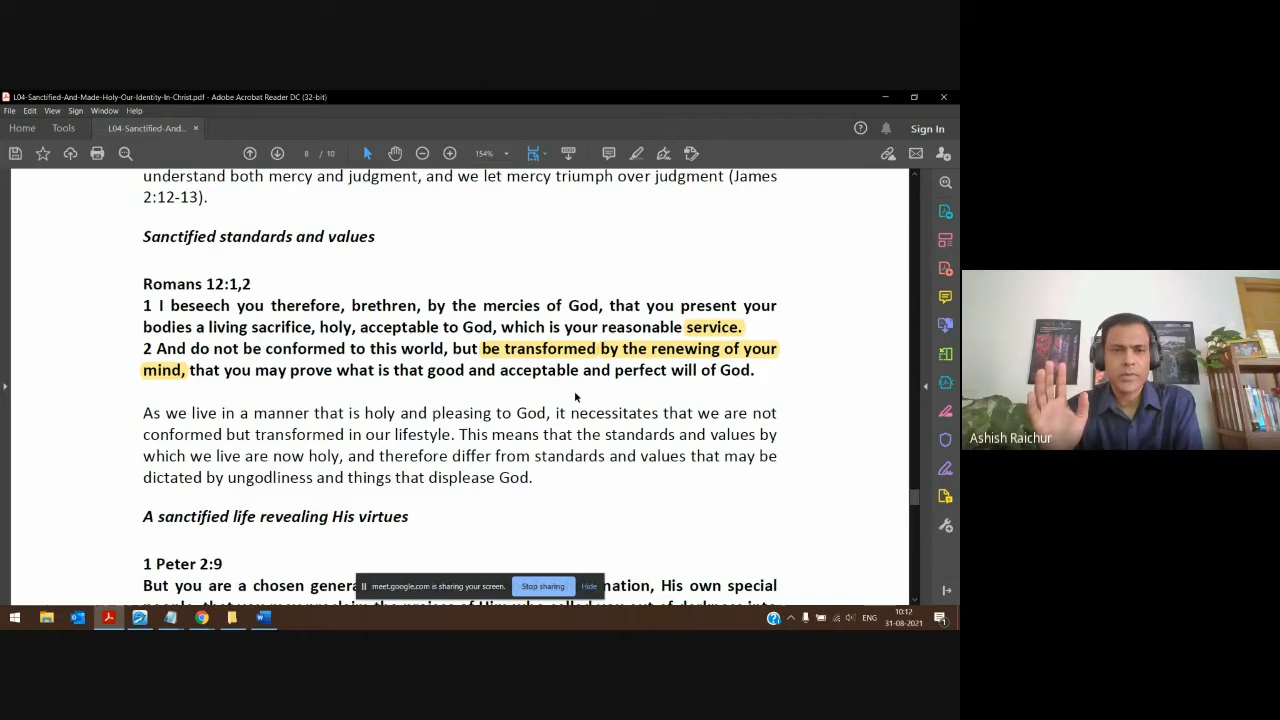 L04-Sanctified-And-Made-Holy-Our-Identity-In-Christ.pdf - Adobe Acrobat Reader DC (32-bit)
File Edit View Sign Window Help
Home Tools L04-Sanctified-And... × Sign In
8 / 10 154%
understand both mercy and judgment, and we let mercy triumph over judgment (James
2:12-13).
Sanctified standards and values
Romans 12:1,2
1 I beseech you therefore, brethren, by the mercies of God, that you present your
bodies a living sacrifice, holy, acceptable to God, which is your reasonable service.
2 And do not be conformed to this world, but be transformed by the renewing of your
mind, that you may prove what is that good and acceptable and perfect will of God.
As we live in a manner that is holy and pleasing to God, it necessitates that we are not
conformed but transformed in our lifestyle. This means that the standards and values by
which we live are now holy, and therefore differ from standards and values that may be
dictated by ungodliness and things that displease God.
A sanctified life revealing His virtues
1 Peter 2:9
But you are a chosen genera nation, His own special
meet.google.com is sharing your screen. Stop sharing Hide
ENG
10:12
31-08-2021
Ashish Raichur